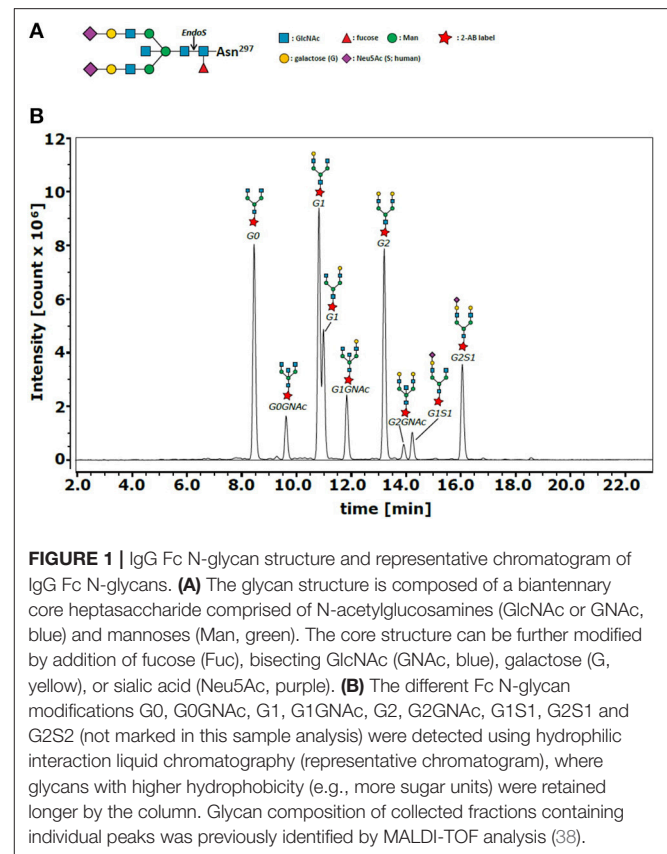 A
EndoS
Asn297
: GlcNAc : fucose : Man : 2-AB label
: galactose (G) : Neu5Ac (S; human)
B
12
10
8
6
4
2
0
Intensity [count x 10⁶]
G0
G0GNAc
G1
G1
G1GNAc
G2
G2GNAc
G1S1
G2S1
2.0 4.0 6.0 8.0 10.0 12.0 14.0 16.0 18.0 20.0 22.0
time [min]
FIGURE 1 | IgG Fc N-glycan structure and representative chromatogram of
IgG Fc N-glycans. (A) The glycan structure is composed of a biantennary
core heptasaccharide comprised of N-acetylglucosamines (GlcNAc or GNAc,
blue) and mannoses (Man, green). The core structure can be further modified
by addition of fucose (Fuc), bisecting GlcNAc (GNAc, blue), galactose (G,
yellow), or sialic acid (Neu5Ac, purple). (B) The different Fc N-glycan
modifications G0, G0GNAc, G1, G1GNAc, G2, G2GNAc, G1S1, G2S1 and
G2S2 (not marked in this sample analysis) were detected using hydrophilic
interaction liquid chromatography (representative chromatogram), where
glycans with higher hydrophobicity (e.g., more sugar units) were retained
longer by the column. Glycan composition of collected fractions containing
individual peaks was previously identified by MALDI-TOF analysis (38).